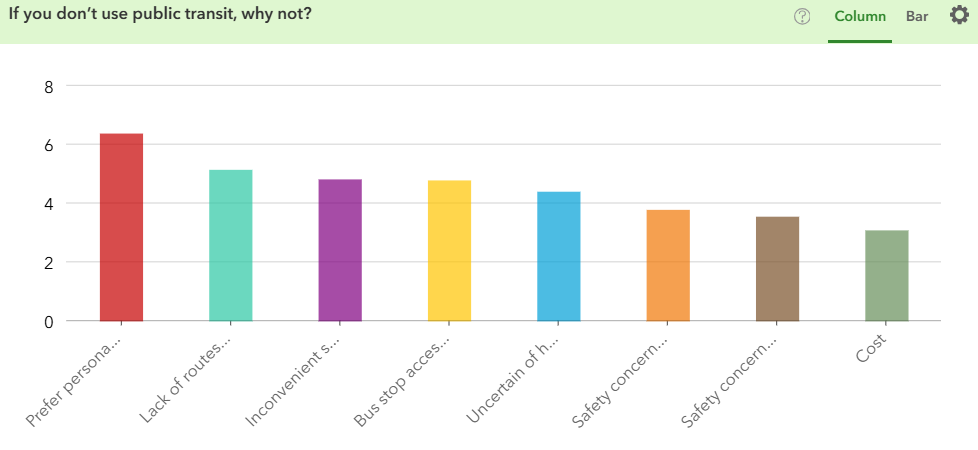 If you don’t use public transit, why not?
? Column Bar
8
6
4
2
0
Prefer persona...
Lack of routes...
Inconvenient s...
Bus stop acces...
Uncertain of h...
Safety concern...
Safety concern...
Cost